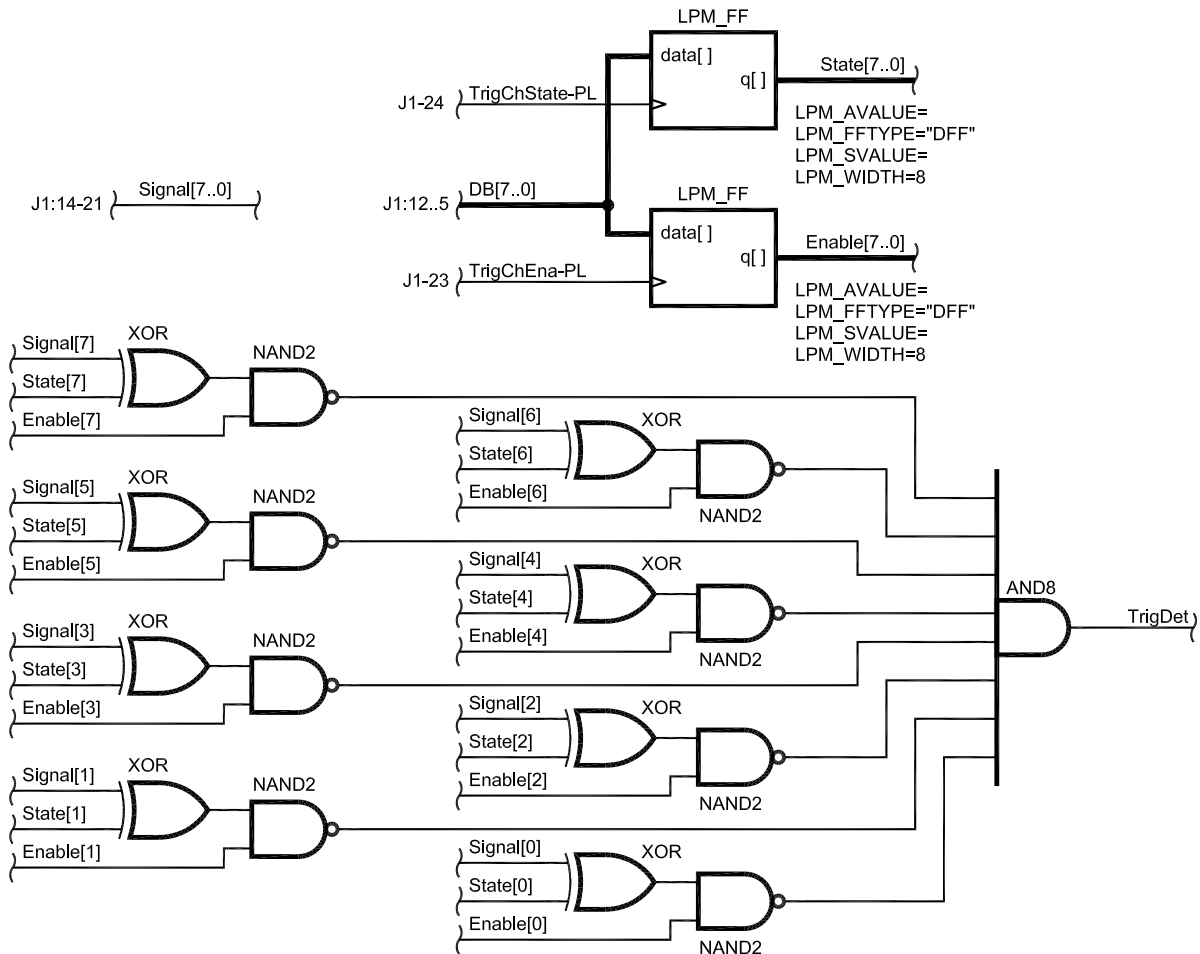 LPM_FF
data[ ]
q[ ]
State[7..0]
J1-24
TrigChState-PL
LPM_AVALUE=
LPM_FFTYPE="DFF"
LPM_SVALUE=
LPM_WIDTH=8
J1:14-21
Signal[7..0]
J1:12..5
DB[7..0]
LPM_FF
data[ ]
q[ ]
Enable[7..0]
J1-23
TrigChEna-PL
LPM_AVALUE=
LPM_FFTYPE="DFF"
LPM_SVALUE=
LPM_WIDTH=8
Signal[7]
XOR
State[7]
NAND2
Enable[7]
Signal[6]
XOR
State[6]
Enable[6]
NAND2
Signal[5]
XOR
State[5]
NAND2
Enable[5]
Signal[4]
XOR
State[4]
Enable[4]
NAND2
AND8
TrigDet
Signal[3]
XOR
State[3]
NAND2
Enable[3]
Signal[2]
XOR
State[2]
Enable[2]
NAND2
Signal[1]
XOR
State[1]
NAND2
Enable[1]
Signal[0]
XOR
State[0]
Enable[0]
NAND2